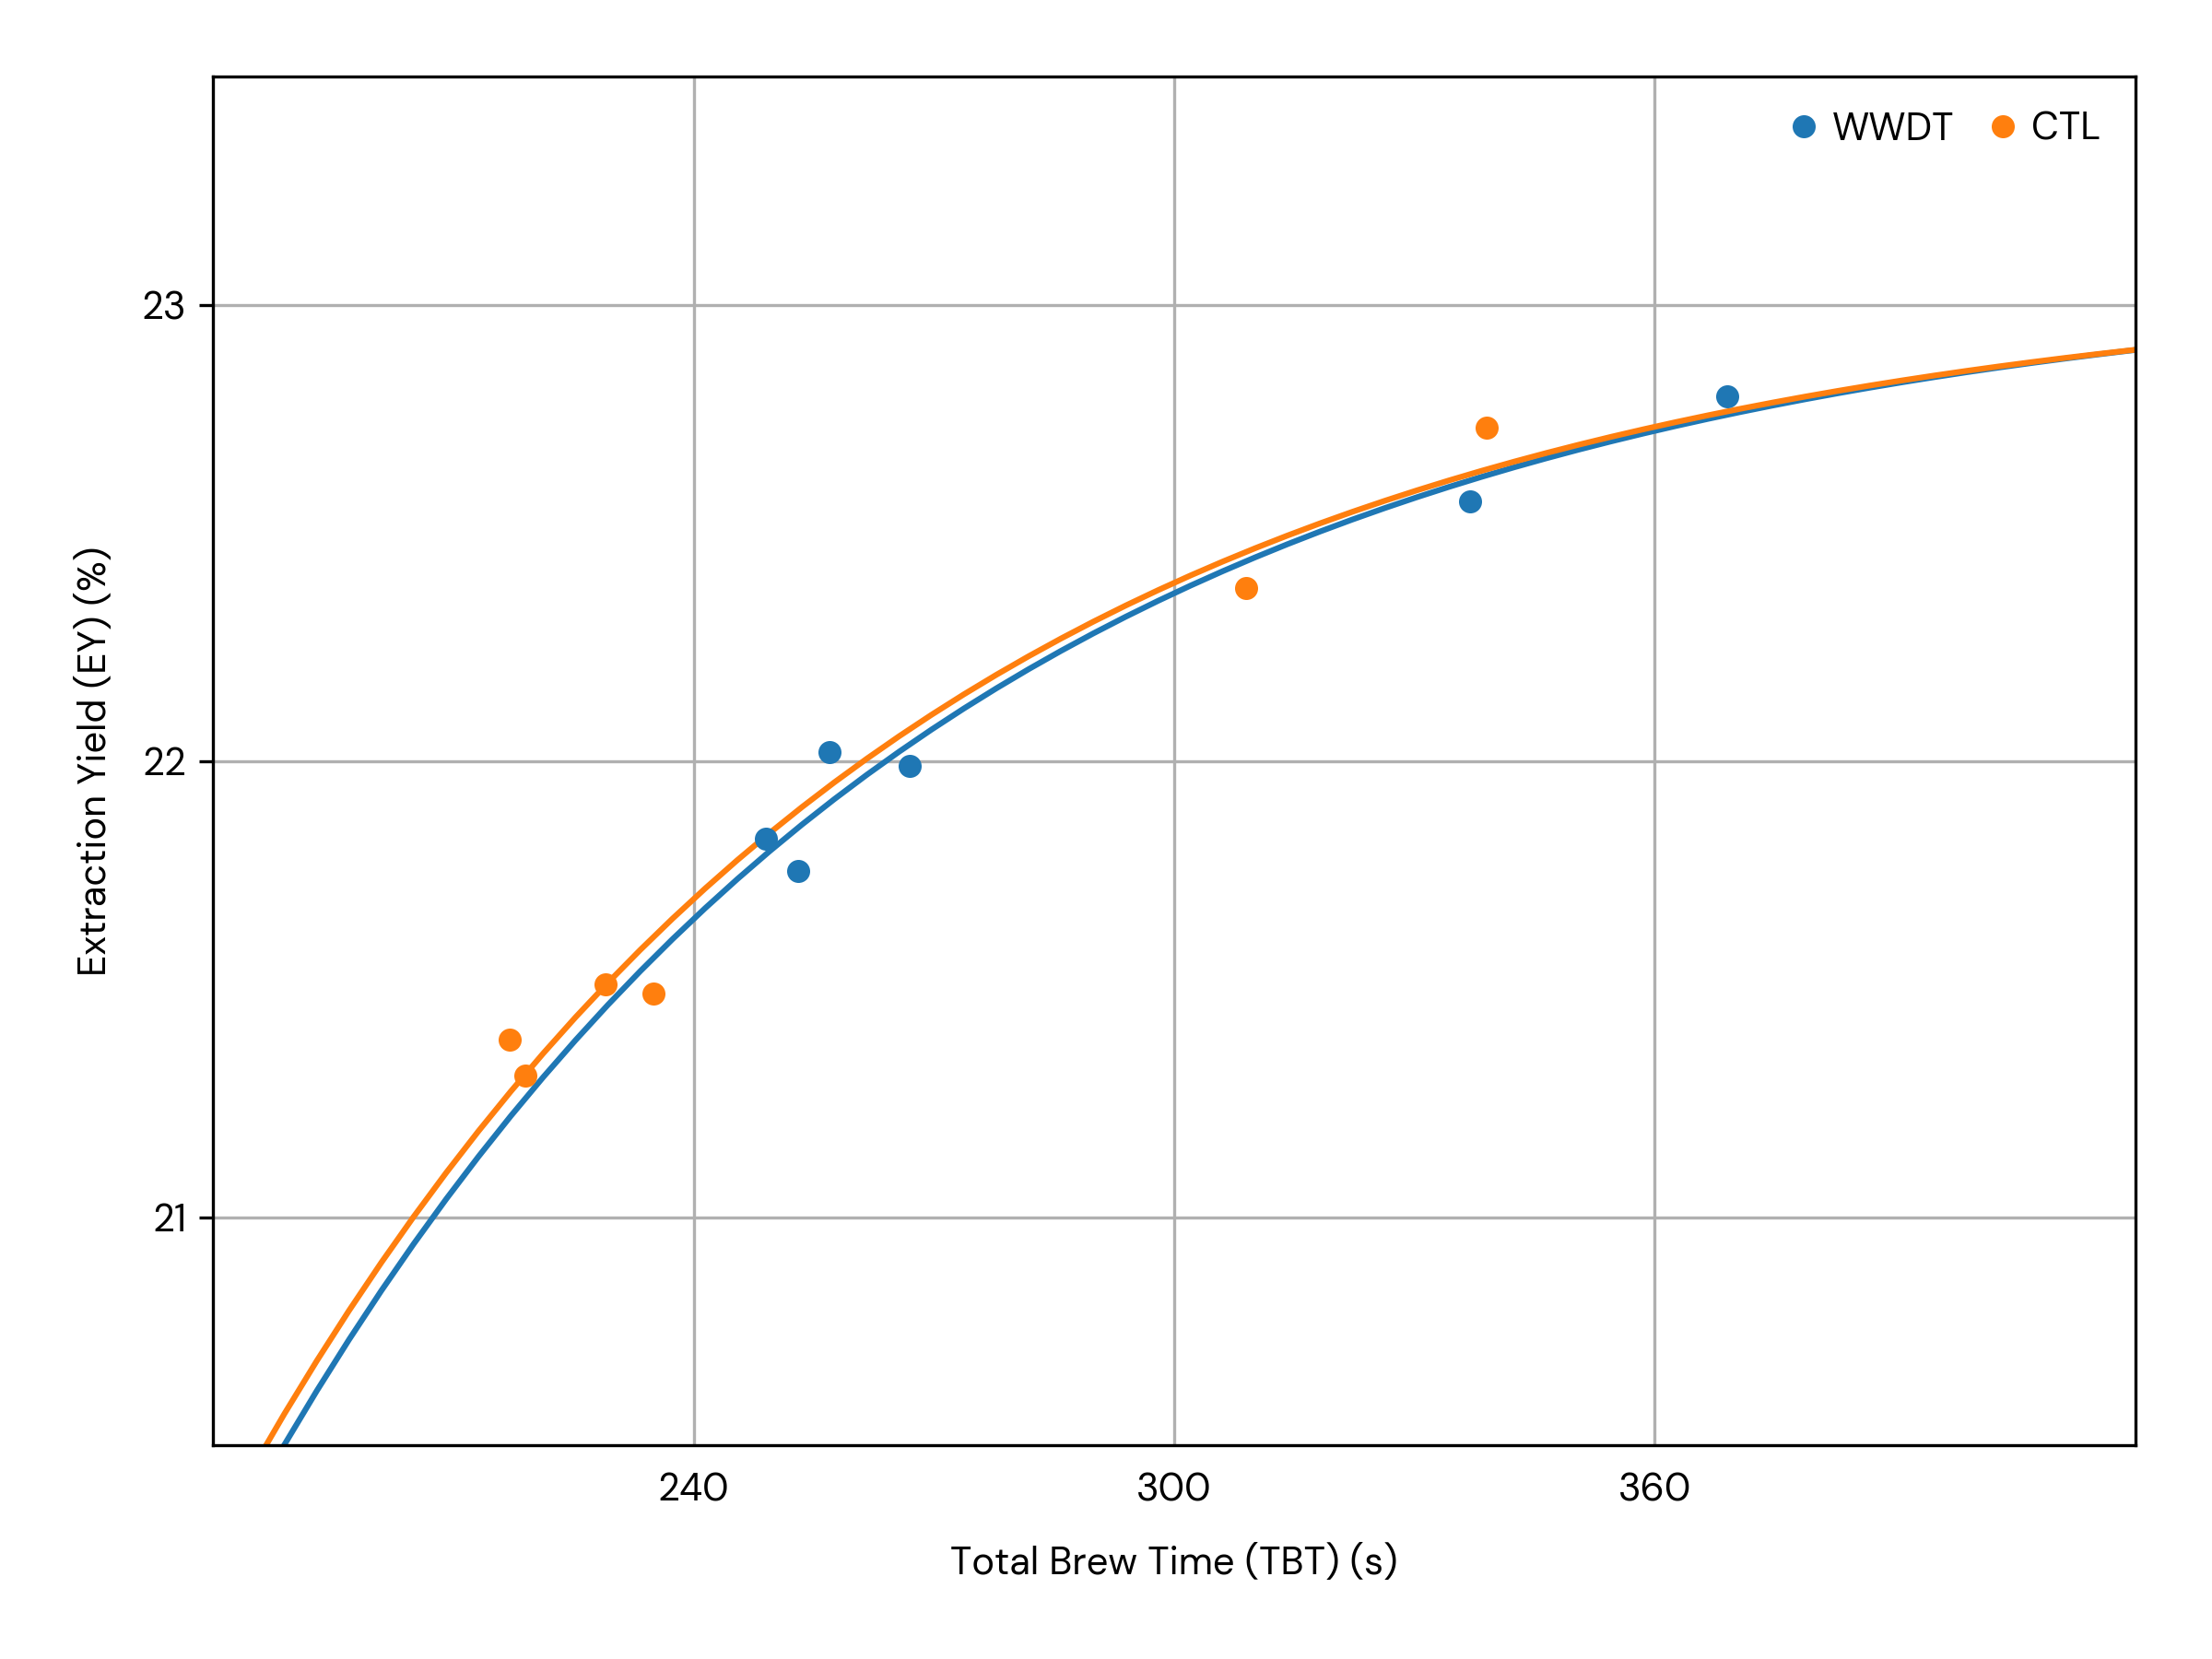 WWDT CTL
23
22
21
Extraction Yield (EY) (%)
240 300 360
Total Brew Time (TBT) (s)